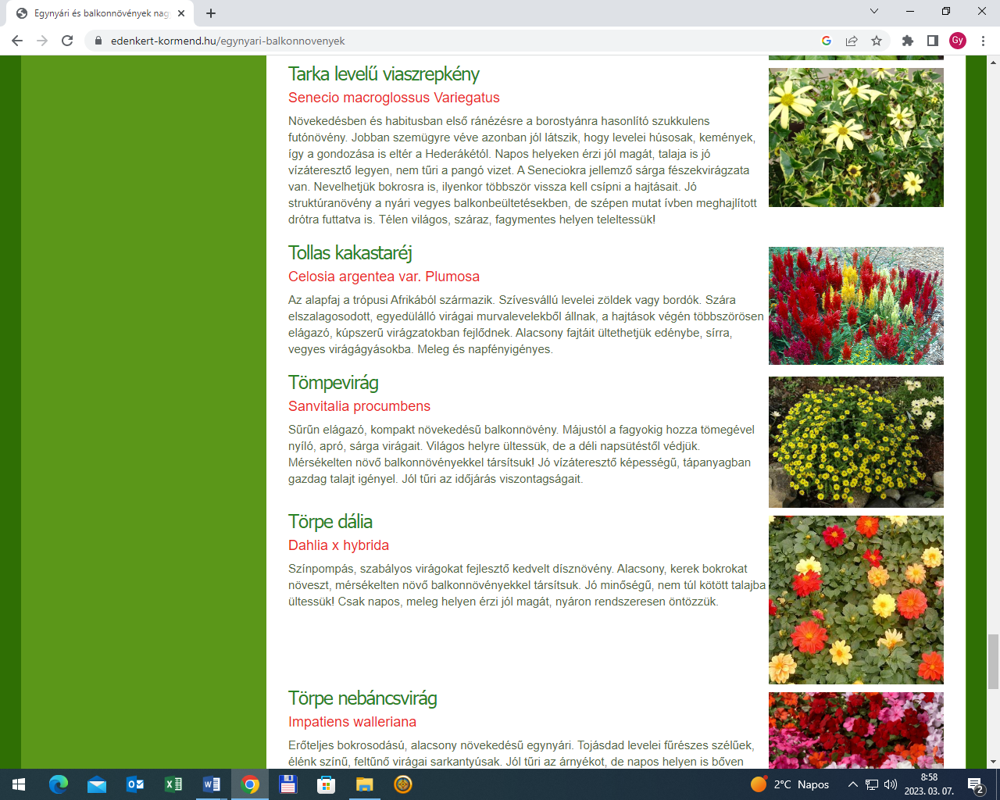 Egynyári és balkonnövények nag
edenkert-kormend.hu/egynyari-balkonnovenyek
Gy
Tarka levelű viaszrepkény
Senecio macroglossus Variegatus
Növekedésben és habitusban első ránézésre a borostyánra hasonlító szukkulens
futónövény. Jobban szemügyre véve azonban jól látszik, hogy levelei húsosak, kemények,
így a gondozása is eltér a Hederákétól. Napos helyeken érzi jól magát, talaja is jó
vízáteresztő legyen, nem tűri a pangó vizet. A Seneciokra jellemző sárga fészekvirágzata
van. Nevelhetjük bokrosra is, ilyenkor többször vissza kell csípni a hajtásait. Jó
struktúranövény a nyári vegyes balkonbeültetésekben, de szépen mutat ívben meghajlított
drótra futtatva is. Télen világos, száraz, fagymentes helyen teleltessük!
Tollas kakastaréj
Celosia argentea var. Plumosa
Az alapfaj a trópusi Afrikából származik. Szívesvállú levelei zöldek vagy bordók. Szára
elszalagosodott, egyedülálló virágai murvalevelekből állnak, a hajtások végén többszörösen
elágazó, kúpszerű virágzatokban fejlődnek. Alacsony fajtáit ültethetjük edénybe, sírra,
vegyes virágágyásokba. Meleg és napfényigényes.
Tömpevirág
Sanvitalia procumbens
Sűrűn elágazó, kompakt növekedésű balkonnövény. Májustól a fagyokig hozza tömegével
nyíló, apró, sárga virágait. Világos helyre ültessük, de a déli napsütéstől védjük.
Mérsékelten növő balkonnövényekkel társítsuk! Jó vízáteresztő képességű, tápanyagban
gazdag talajt igényel. Jól tűri az időjárás viszontagságait.
Törpe dália
Dahlia x hybrida
Színpompás, szabályos virágokat fejlesztő kedvelt dísznövény. Alacsony, kerek bokrokat
növeszt, mérsékelten növő balkonnövényekkel társítsuk. Jó minőségű, nem túl kötött talajba
ültessük! Csak napos, meleg helyen érzi jól magát, nyáron rendszeresen öntözzük.
Törpe nebáncsvirág
Impatiens walleriana
Erőteljes bokrosodású, alacsony növekedésű egynyári. Tojásdad levelei fűrészes szélűek,
élénk színű, feltűnő virágai sarkantyúsak. Jól tűri az árnyékot, de napos helyen is bőven
2°C Napos
8:58
2023. 03. 07.
2